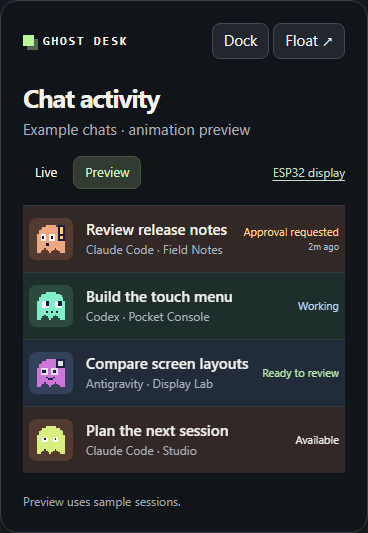 GHOST DESK
Dock
Float ↗
Chat activity
Example chats · animation preview
Live
Preview
ESP32 display
Review release notes
Approval requested
Claude Code · Field Notes
2m ago
Build the touch menu
Working
Codex · Pocket Console
Compare screen layouts
Ready to review
Antigravity · Display Lab
Plan the next session
Available
Claude Code · Studio
Preview uses sample sessions.